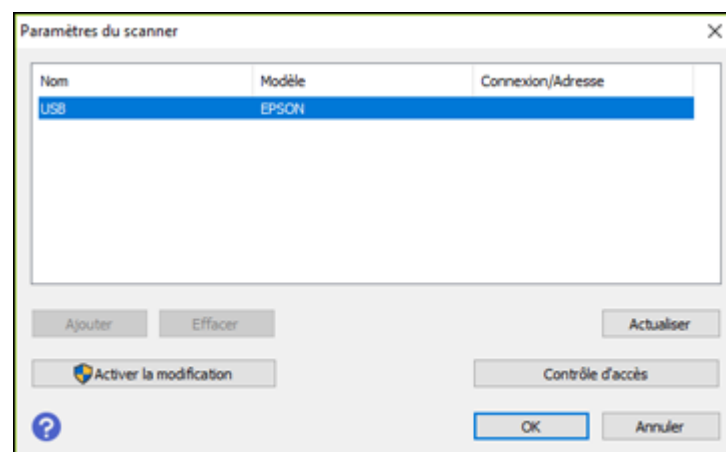 Paramètres du scanner
Nom Modèle Connexion/Adresse
USB EPSON
Ajouter Effacer Actualiser
Activer la modification Contrôle d'accès
? OK Annuler